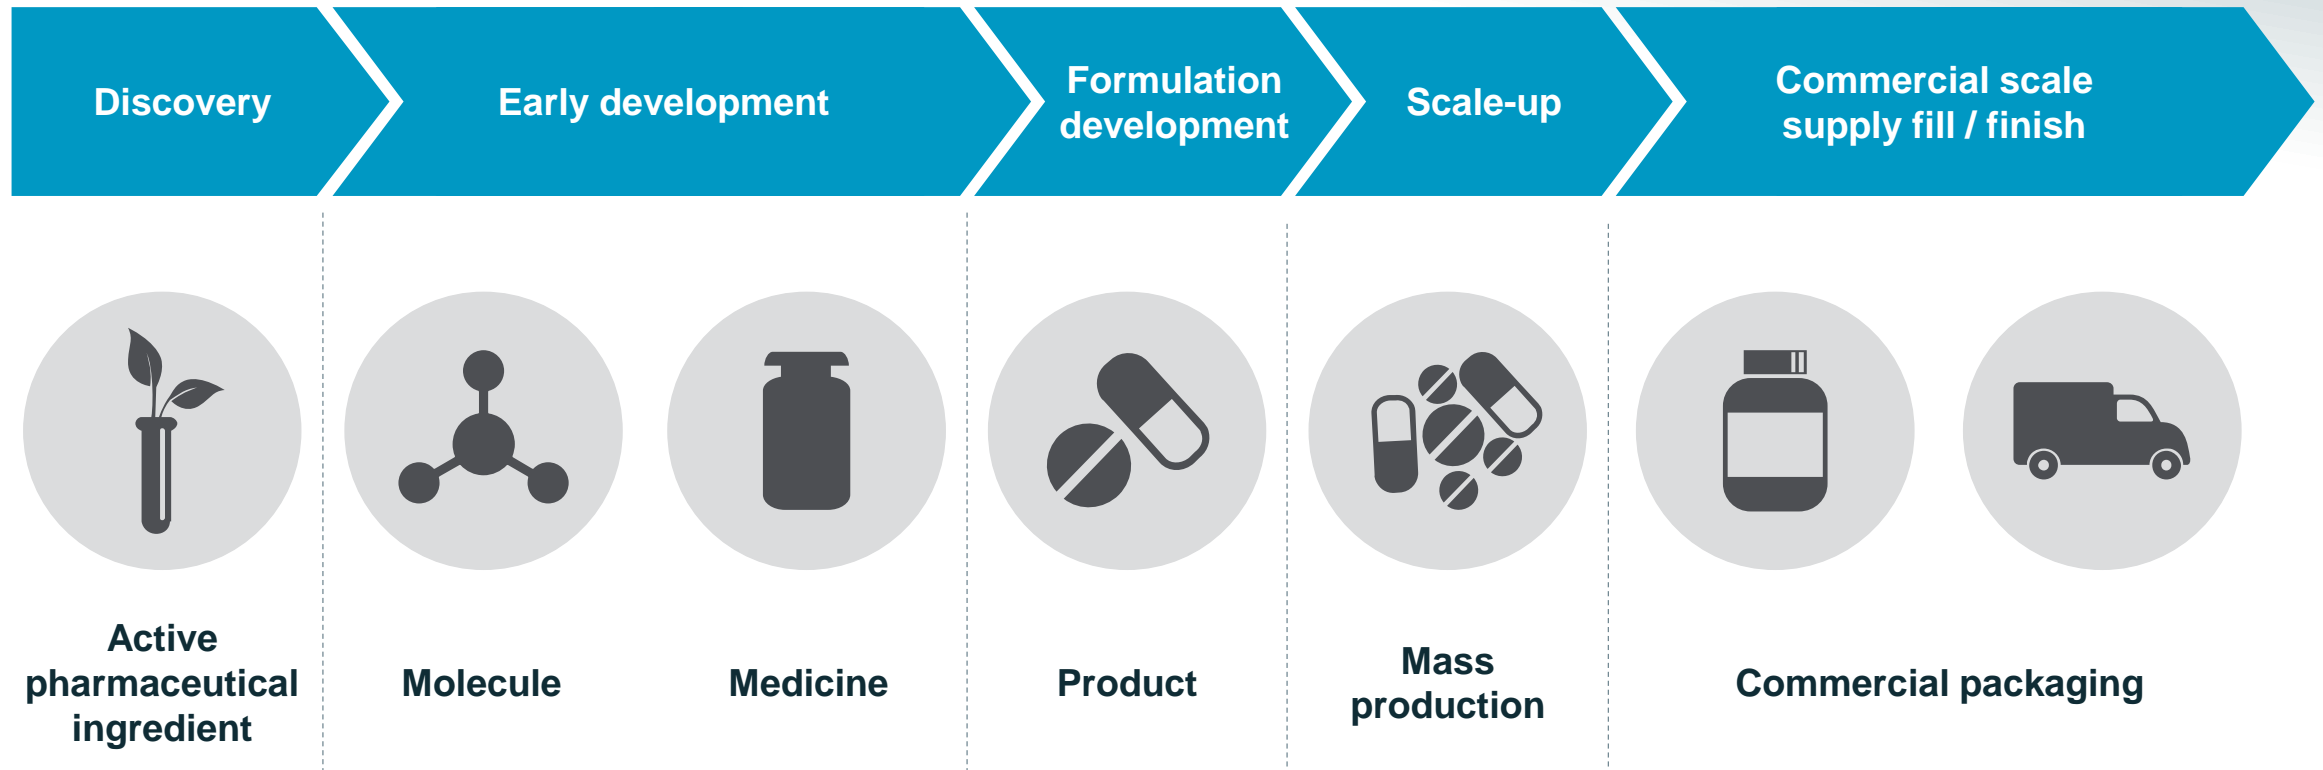 Discovery
Early development
Formulation
development
Scale-up
Commercial scale
supply fill / finish
Active
pharmaceutical
ingredient
Molecule
Medicine
Product
Mass
production
Commercial packaging